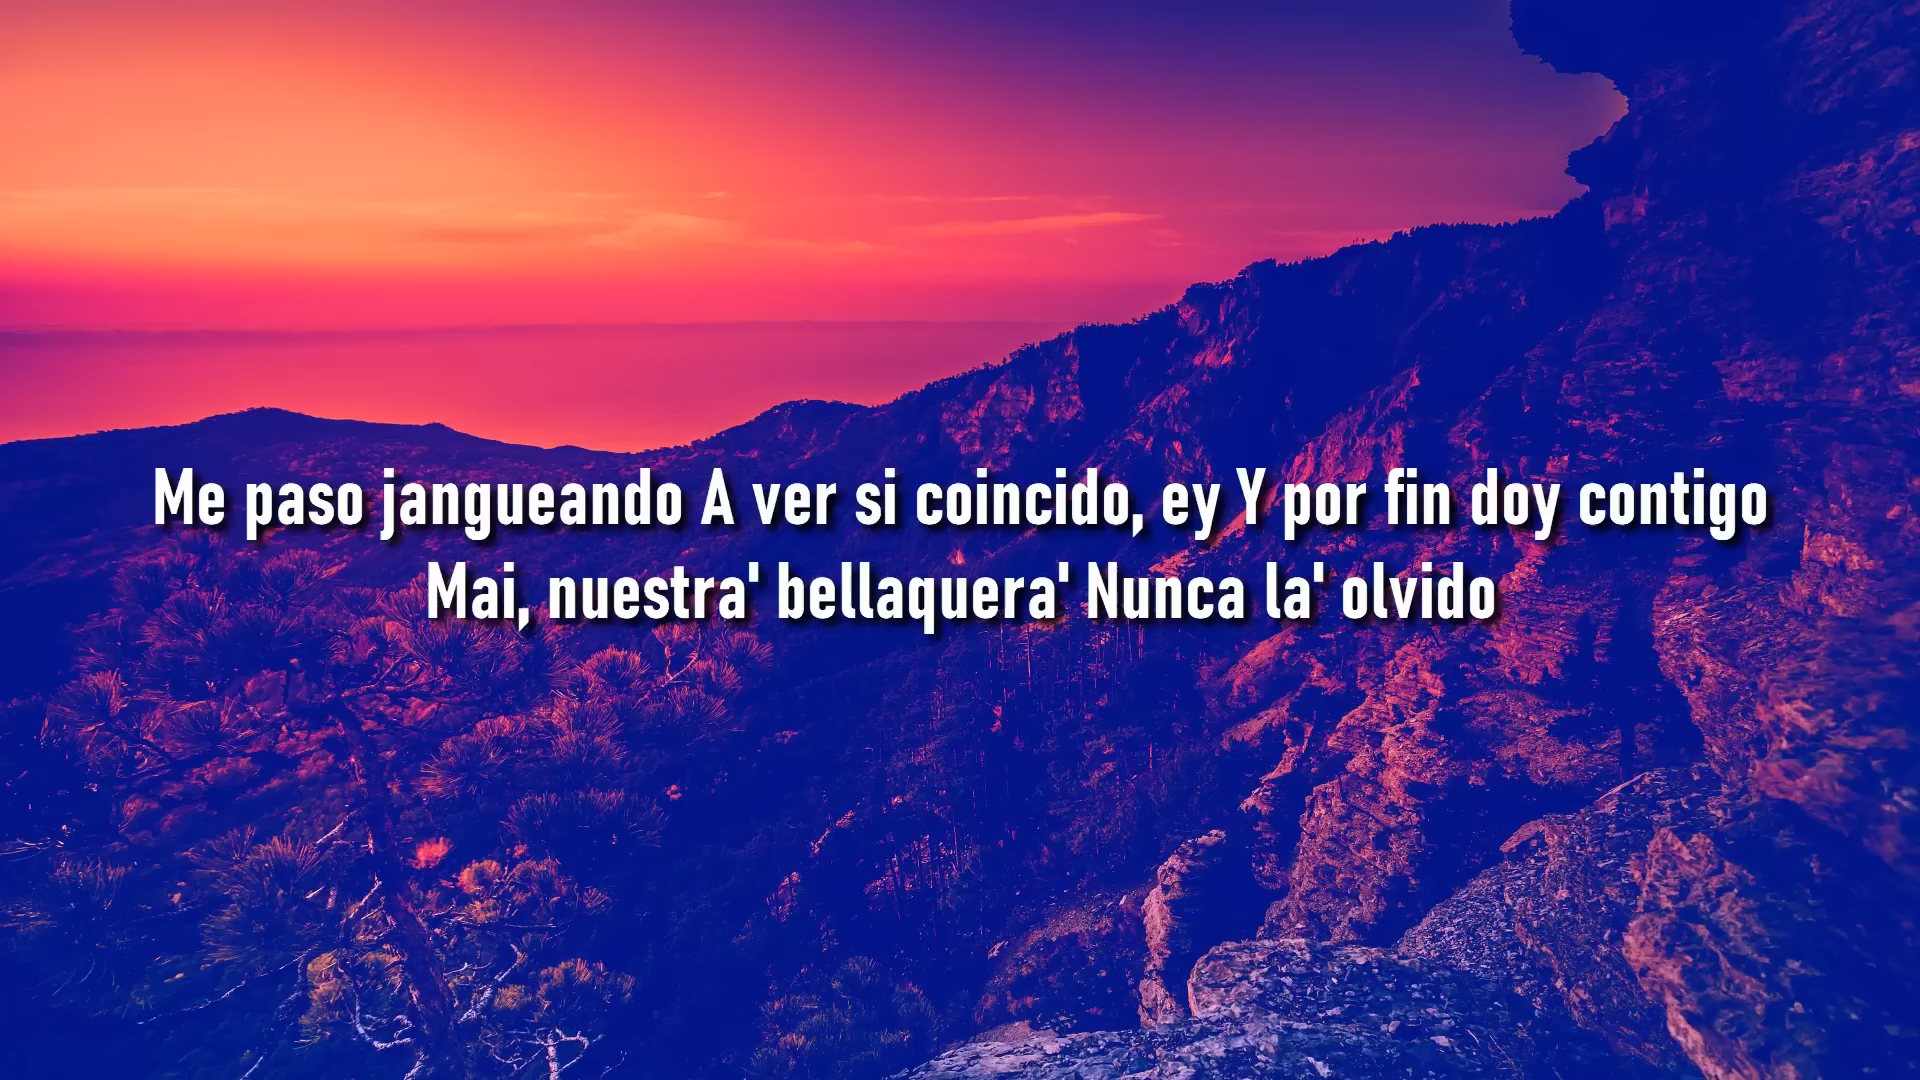 Me paso jangueando A ver si coincido, ey Y por fin doy contigo
Mai, nuestra' bellaquera' Nunca la' olvido